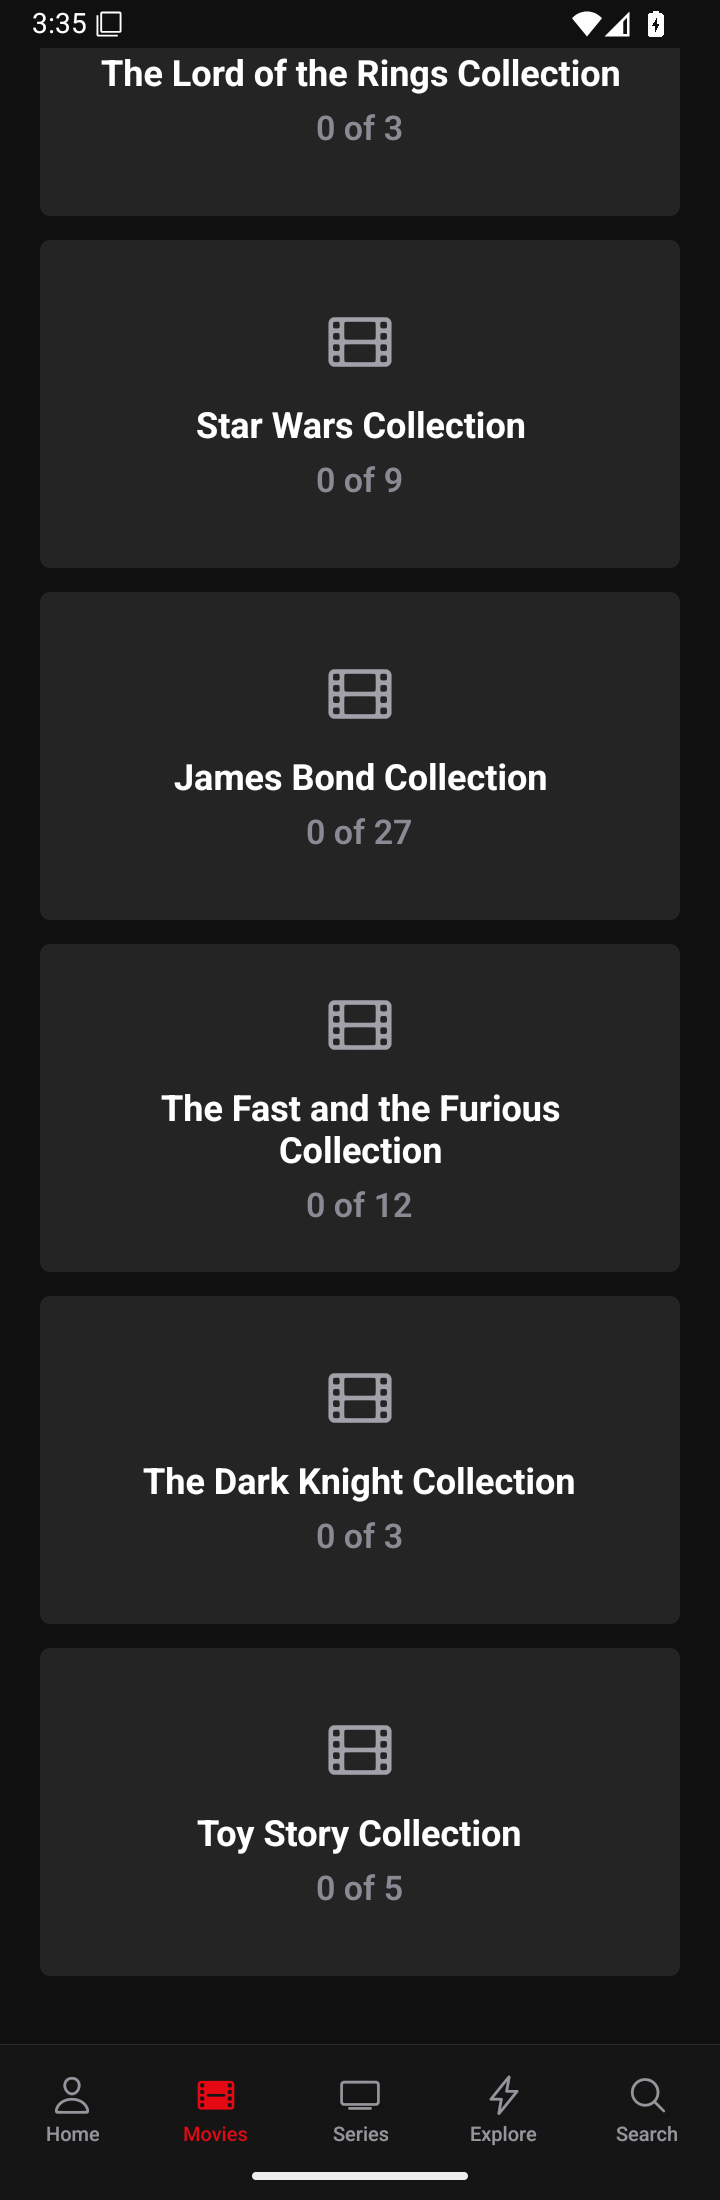 3:35
The Lord of the Rings Collection
0 of 3
Star Wars Collection
0 of 9
James Bond Collection
0 of 27
The Fast and the Furious
Collection
0 of 12
The Dark Knight Collection
0 of 3
Toy Story Collection
0 of 5
Home
Movies
Series
Explore
Search